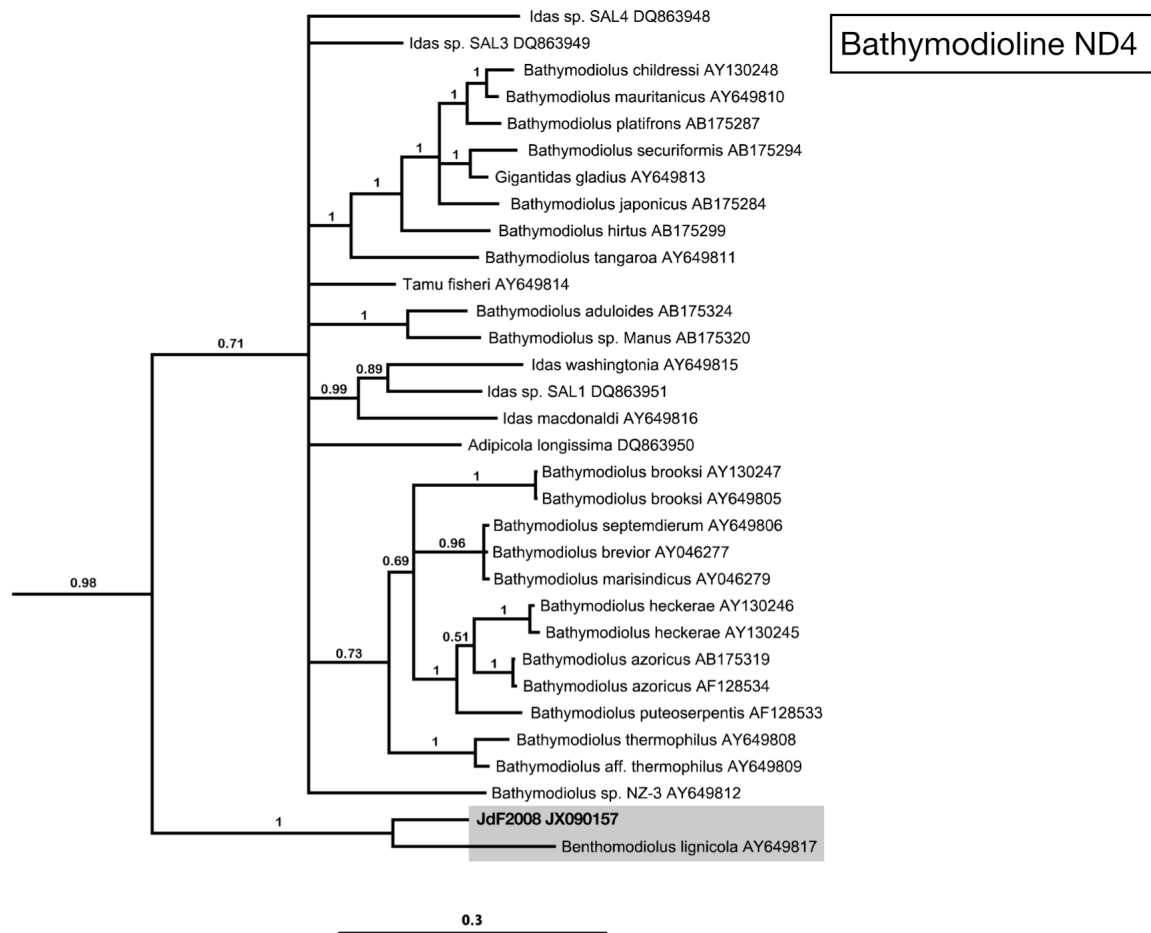 Idas sp. SAL4 DQ863948
Bathymodioline ND4
Idas sp. SAL3 DQ863949
1
Bathymodiolus childressi AY130248
1
Bathymodiolus mauritanicus AY649810
Bathymodiolus platifrons AB175287
1
1
Bathymodiolus securiformis AB175294
Gigantidas gladius AY649813
1
Bathymodiolus japonicus AB175284
1
Bathymodiolus hirtus AB175299
Bathymodiolus tangaroa AY649811
Tamu fisheri AY649814
1
Bathymodiolus aduloides AB175324
Bathymodiolus sp. Manus AB175320
0.71
0.89
Idas washingtonia AY649815
0.99
Idas sp. SAL1 DQ863951
Idas macdonaldi AY649816
Adipicola longissima DQ863950
1
Bathymodiolus brooksi AY130247
Bathymodiolus brooksi AY649805
Bathymodiolus septemdierum AY649806
0.96
Bathymodiolus brevior AY046277
0.69
Bathymodiolus marisindicus AY046279
0.98
1
Bathymodiolus heckerae AY130246
Bathymodiolus heckerae AY130245
0.51
0.73
1
1
Bathymodiolus azoricus AB175319
Bathymodiolus azoricus AF128534
Bathymodiolus puteoserpentis AF128533
1
Bathymodiolus thermophilus AY649808
Bathymodiolus aff. thermophilus AY649809
Bathymodiolus sp. NZ-3 AY649812
1
JdF2008 JX090157
Benthomodiolus lignicola AY649817
0.3